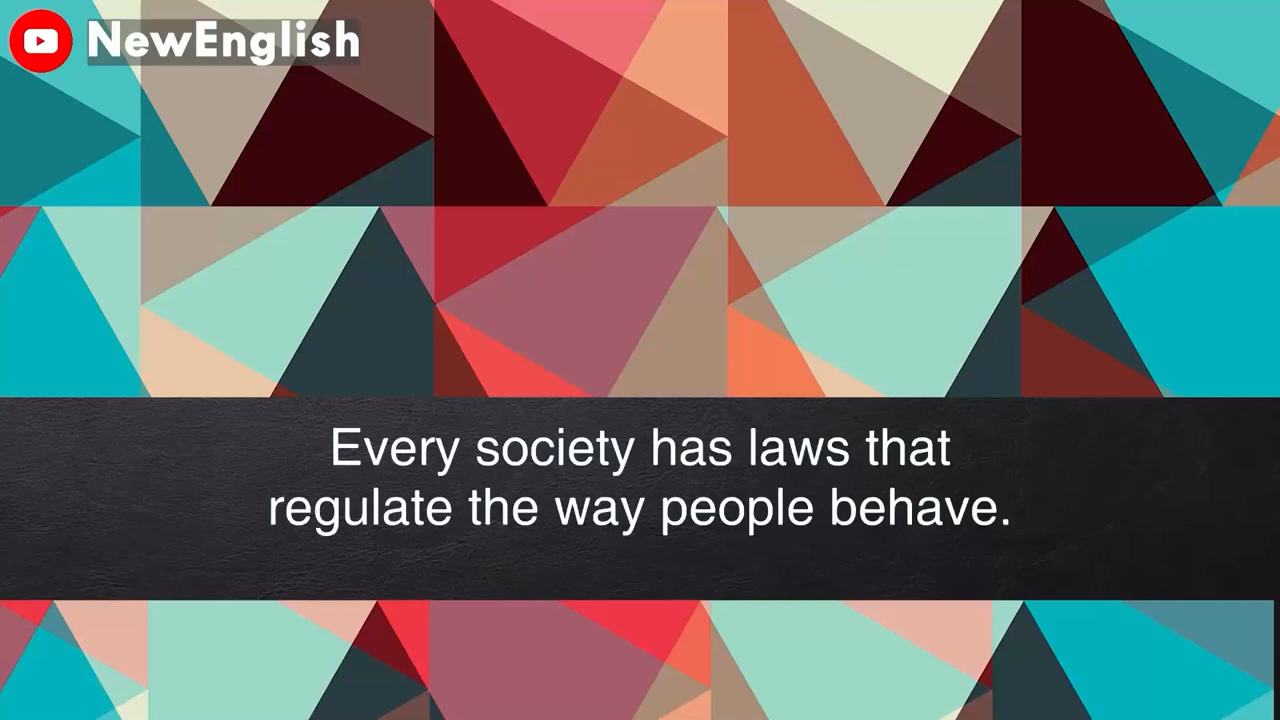 NewEnglish
Every society has laws that
regulate the way people behave.